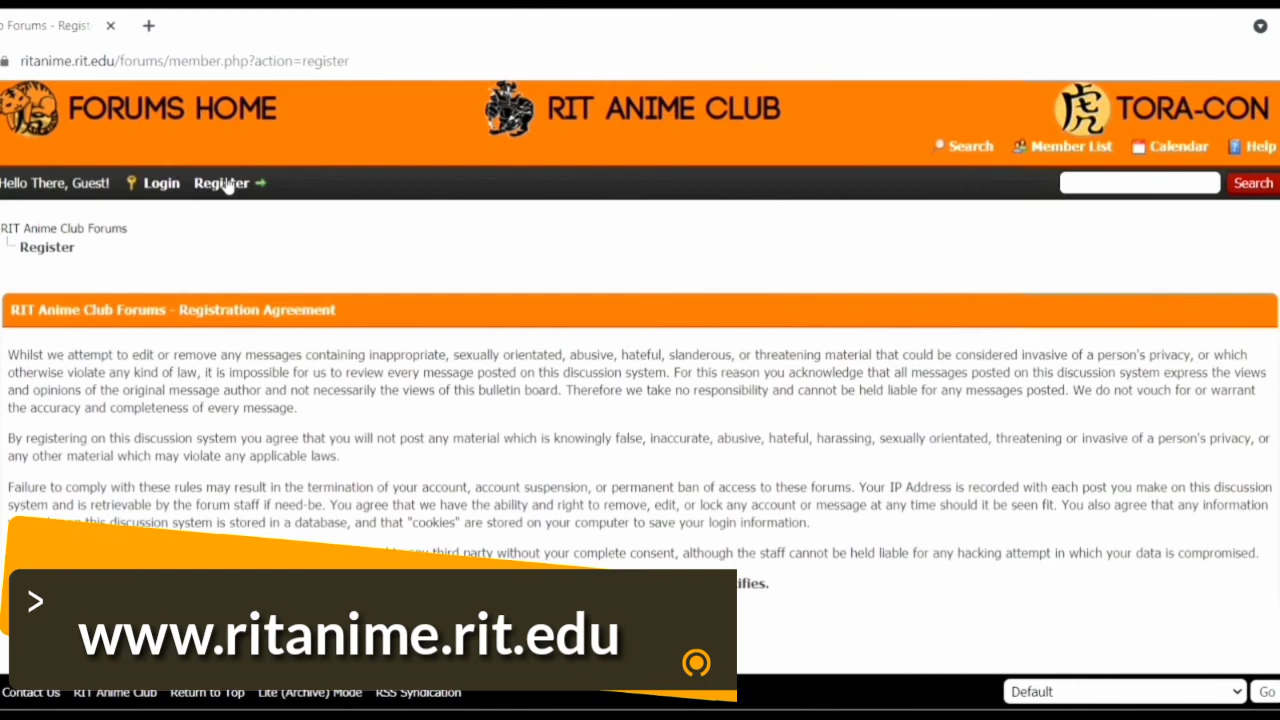 o Forums - Regist
ritanime.rit.edu/forums/member.php?action=register
FORUMS HOME
RIT ANIME CLUB
虎 TORA-CON
Search Member List Calendar Help
Hello There, Guest! Login Register
Search
RIT Anime Club Forums
Register
RIT Anime Club Forums - Registration Agreement
Whilst we attempt to edit or remove any messages containing inappropriate, sexually orientated, abusive, hateful, slanderous, or threatening material that could be considered invasive of a person's privacy, or which
otherwise violate any kind of law, it is impossible for us to review every message posted on this discussion system. For this reason you acknowledge that all messages posted on this discussion system express the views
and opinions of the original message author and not necessarily the views of this bulletin board. Therefore we take no responsibility and cannot be held liable for any messages posted. We do not vouch for or warrant
the accuracy and completeness of every message.
By registering on this discussion system you agree that you will not post any material which is knowingly false, inaccurate, abusive, hateful, harassing, sexually orientated, threatening or invasive of a person's privacy, or
any other material which may violate any applicable laws.
Failure to comply with these rules may result in the termination of your account, account suspension, or permanent ban of access to these forums. Your IP Address is recorded with each post you make on this discussion
system and is retrievable by the forum staff if need-be. You agree that we have the ability and right to remove, edit, or lock any account or message at any time should it be seen fit. You also agree that any information
this discussion system is stored in a database, and that "cookies" are stored on your computer to save your login information.
third party without your complete consent, although the staff cannot be held liable for any hacking attempt in which your data is compromised.
ifies.
>
www.ritanime.rit.edu
Contact Us RIT Anime Club Return to Top Lite (Archive) Mode RSS Syndication
Default
Go